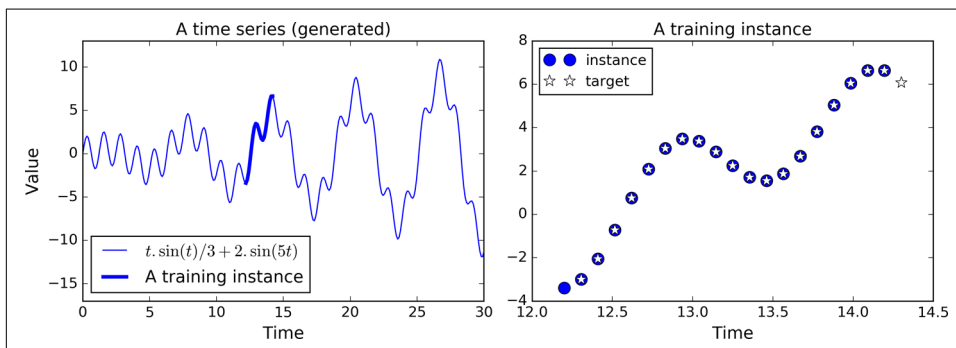 A time series (generated)
Value
10
5
0
−5
−10
−15
t.sin(t)/3 + 2.sin(5t)
A training instance
0 5 10 15 20 25 30
Time
A training instance
8
6
4
2
0
−2
−4
instance
target
12.0 12.5 13.0 13.5 14.0 14.5
Time